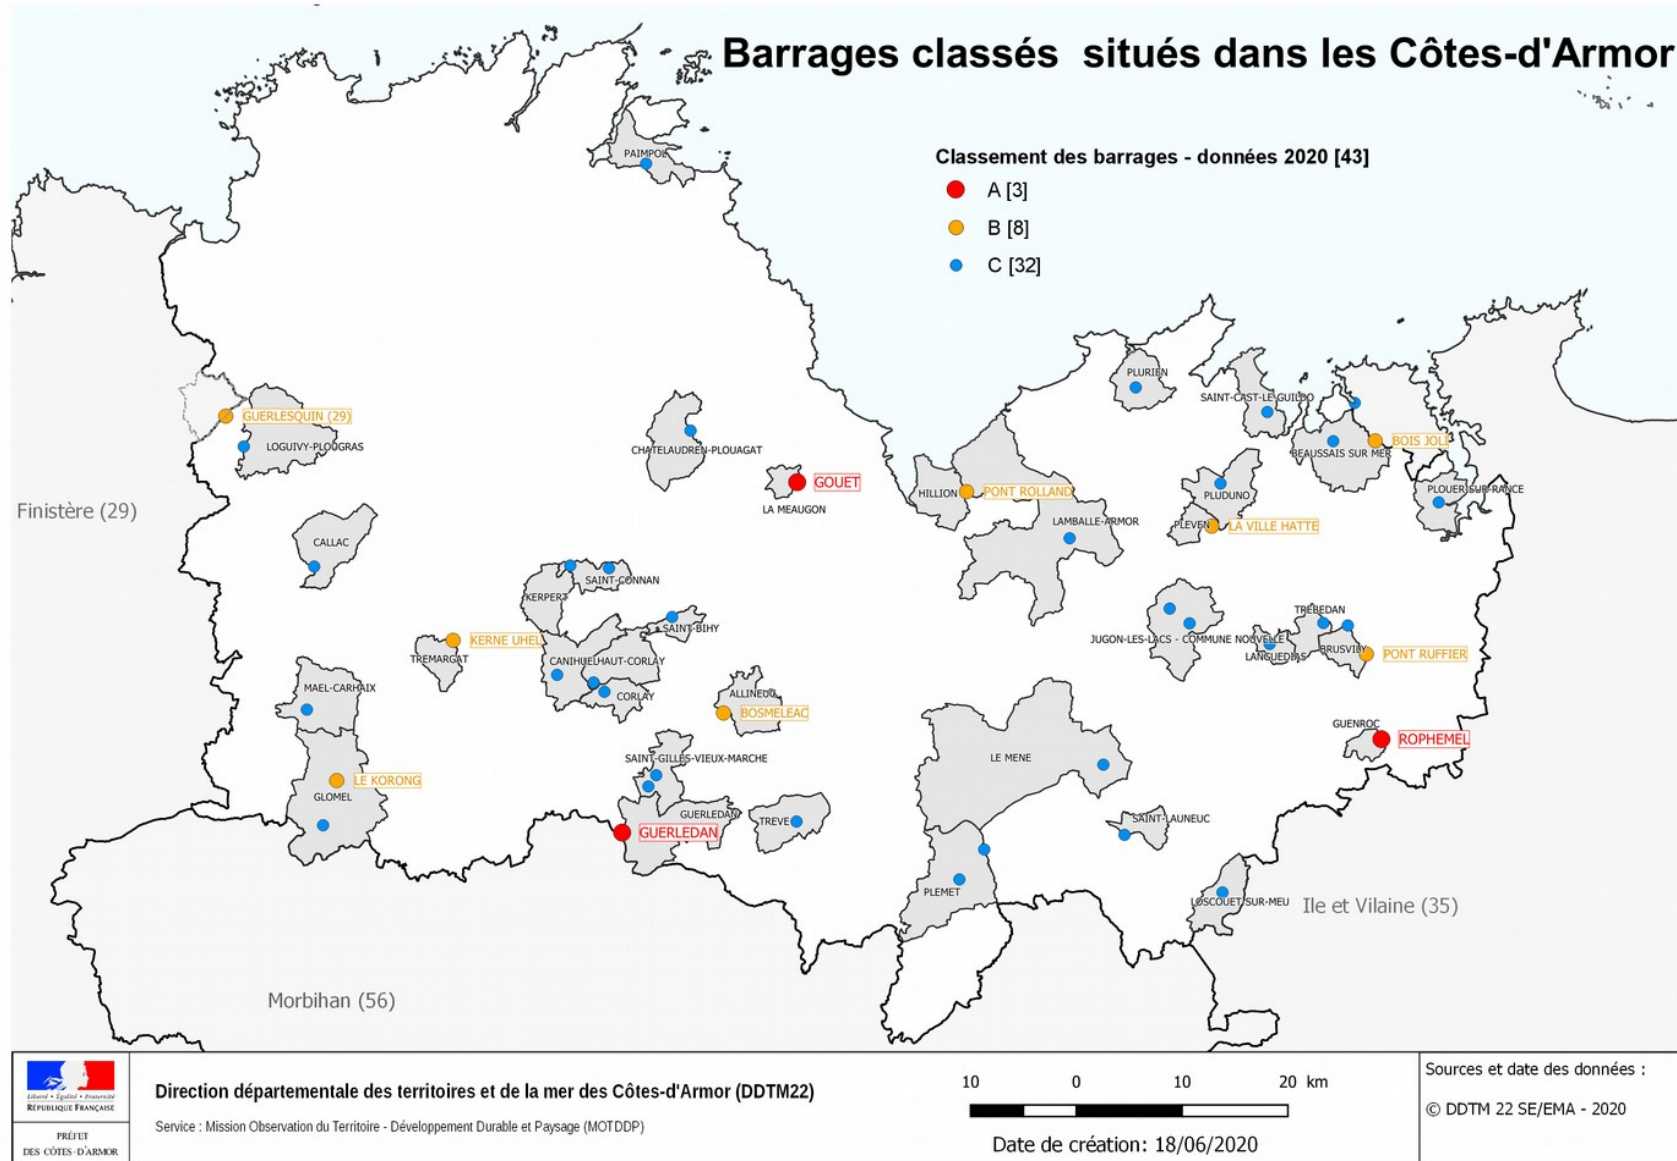 Barrages classés situés dans les Côtes-d'Armor
Classement des barrages - données 2020 [43]
A [3]
B [8]
C [32]
PAIMPOL
PLURIEN
SAINT-CAST-LE-GUILDO
GUERLESQUIN (29)
LOGUIVY-PLOUGRAS
CHATELAUDREN-PLOUAGAT
BOIS JOLI
BEAUSSAIS SUR MER
GOUET
LA MEAUGON
HILLION
PONT ROLLAND
PLUDUNO
PLOUER-SUR-RANCE
Finistère (29)
LAMBALLE-ARMOR
PLEVEN
LA VILLE HATTE
CALLAC
SAINT-CONNAN
KERPERT
SAINT-BIHY
TREBEDAN
KERNE UHEL
TREMARGAT
JUGON-LES-LACS - COMMUNE NOUVELLE
LANGUEDIAS
BRUSVILY
PONT RUFFIER
CANIHUEL
HAUT-CORLAY
MAEL-CARHAIX
CORLAY
ALLINEUC
BOSMELEAC
GUENROC
ROPHEMEL
SAINT-GILLES-VIEUX-MARCHE
LE MENE
LE KORONG
GLOMEL
GUERLEDAN
GUERLEDAN
TREVE
SAINT-LAUNEUC
PLEMET
LOSCOUET-SUR-MEU
Ile et Vilaine (35)
Morbihan (56)
Liberté • Égalité • Fraternité
RÉPUBLIQUE FRANÇAISE
PRÉFET
DES CÔTES-D'ARMOR
Direction départementale des territoires et de la mer des Côtes-d'Armor (DDTM22)
Service : Mission Observation du Territoire - Développement Durable et Paysage (MOTDDP)
10 0 10 20 km
Date de création: 18/06/2020
Sources et date des données :
© DDTM 22 SE/EMA - 2020